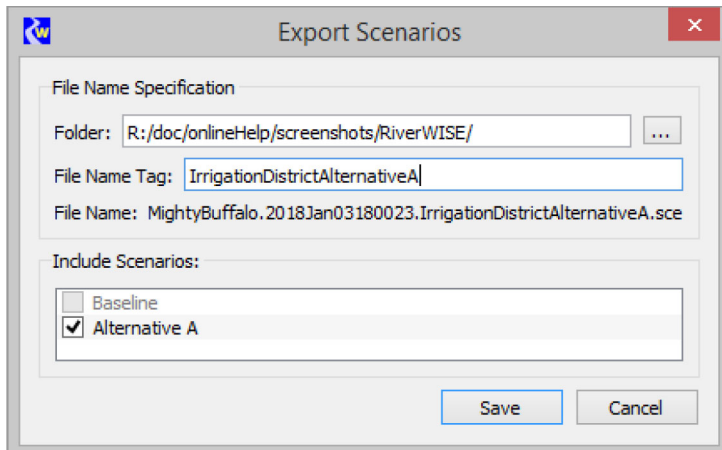 W
Export Scenarios
File Name Specification
Folder: R:/doc/onlineHelp/screenshots/RiverWISE/
...
File Name Tag: IrrigationDistrictAlternativeA
File Name: MightyBuffalo.2018Jan03180023.IrrigationDistrictAlternativeA.sce
Include Scenarios:
Baseline
Alternative A
Save Cancel